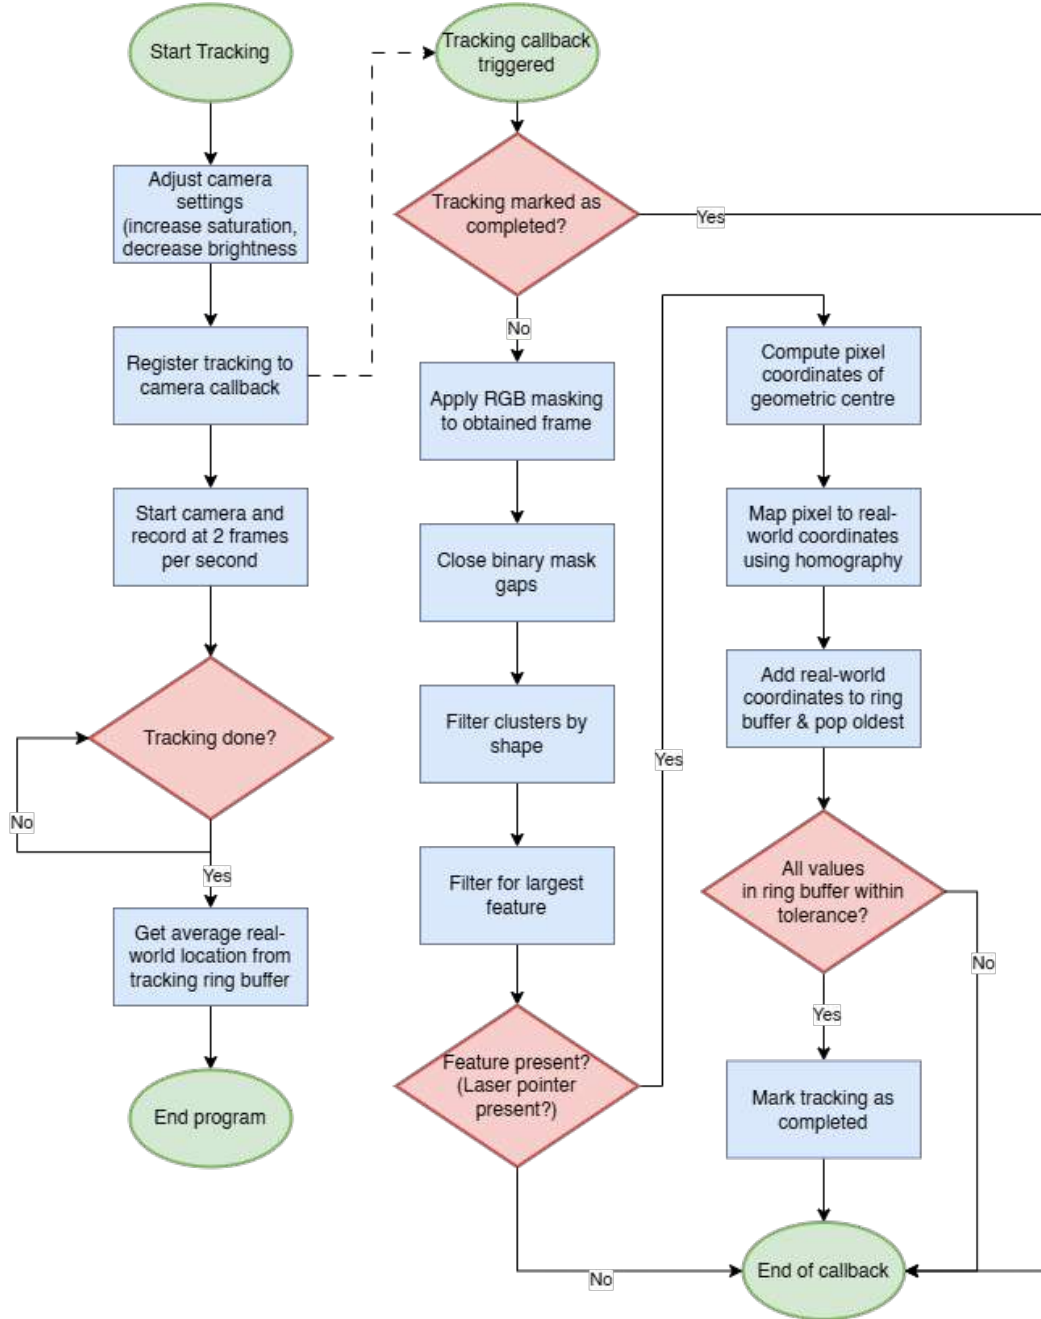 Start Tracking
Adjust camera
settings
(increase saturation,
decrease brightness
Register tracking to
camera callback
Start camera and
record at 2 frames
per second
Tracking done?
No
Yes
Get average real-
world location from
tracking ring buffer
End program
Tracking callback
triggered
Tracking marked as
completed?
Yes
No
Apply RGB masking
to obtained frame
Close binary mask
gaps
Filter clusters by
shape
Filter for largest
feature
Feature present?
(Laser pointer
present?)
No
Yes
Compute pixel
coordinates of
geometric centre
Map pixel to real-
world coordinates
using homography
Add real-world
coordinates to ring
buffer & pop oldest
All values
in ring buffer within
tolerance?
No
Yes
Mark tracking as
completed
End of callback